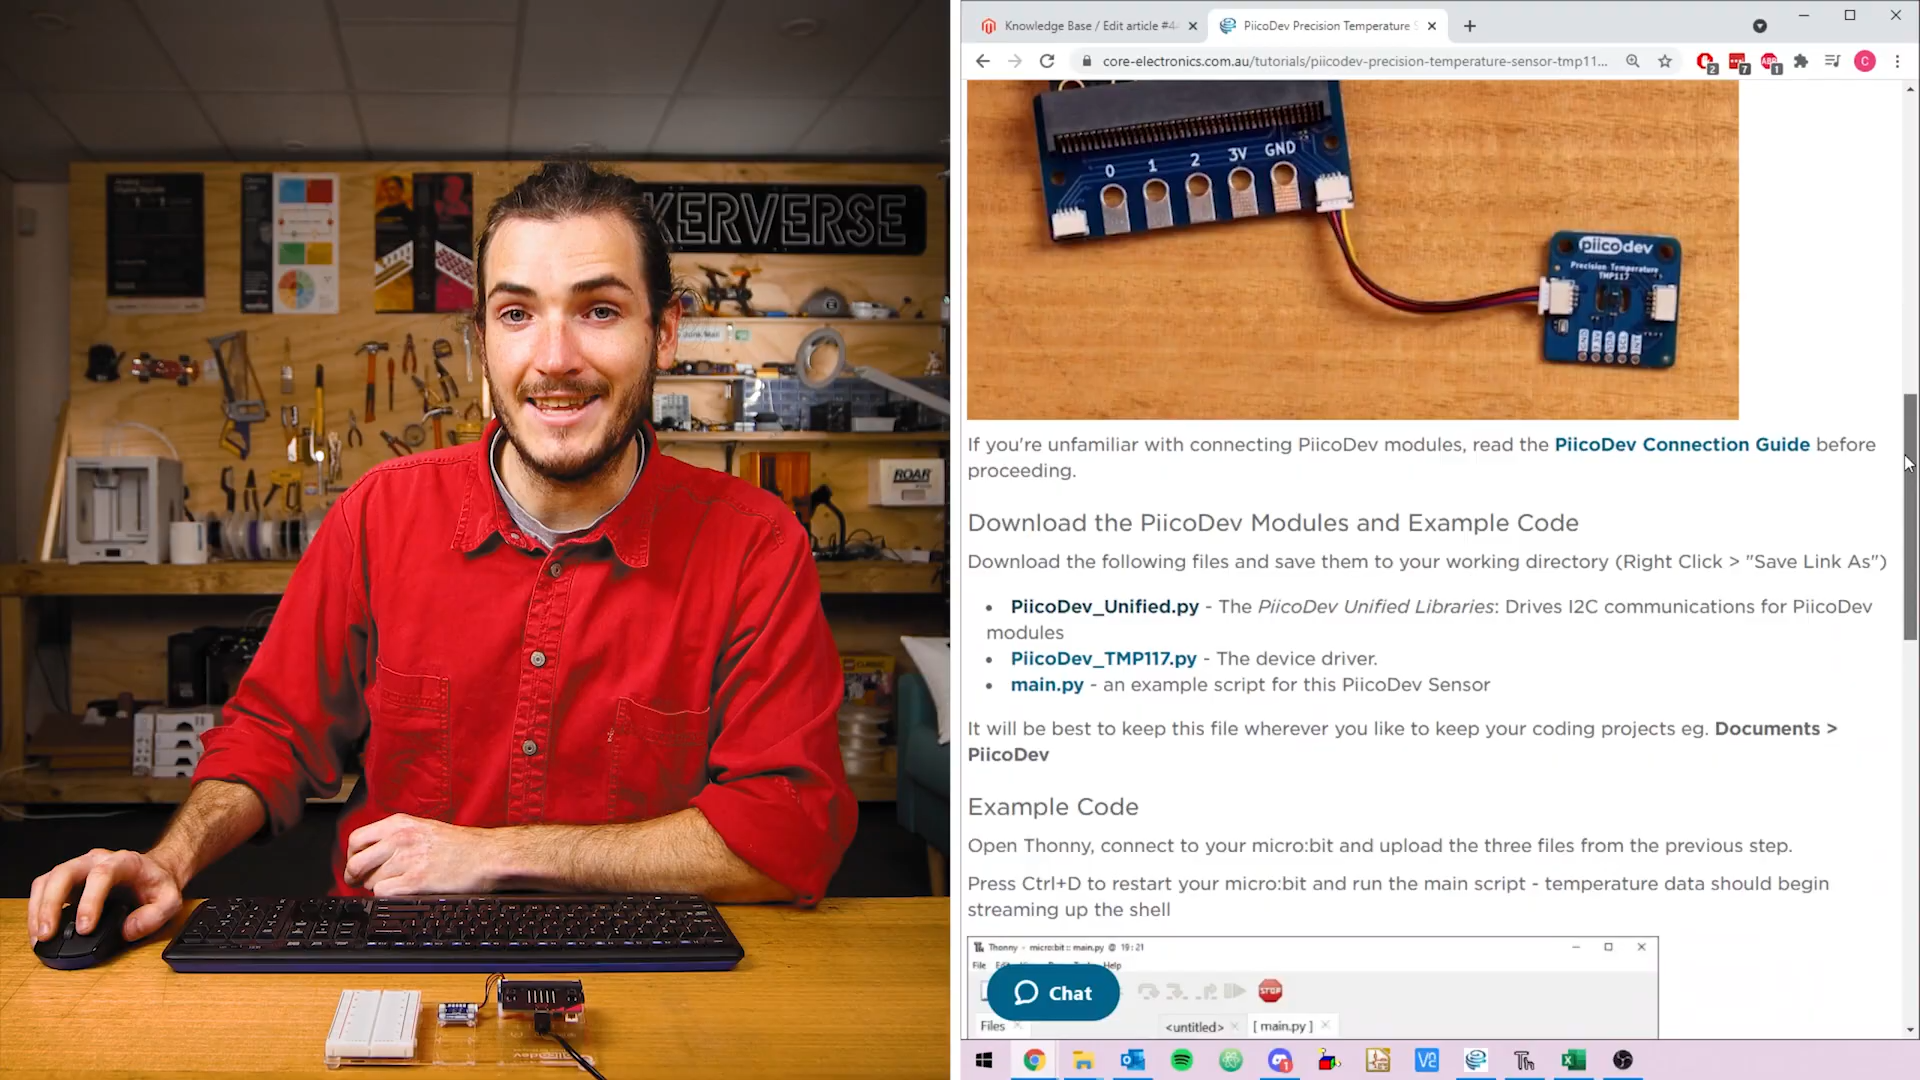 KERVERSE
ROAR
Knowledge Base / Edit article #4
PiicoDev Precision Temperature S
core-electronics.com.au/tutorials/piicodev-precision-temperature-sensor-tmp11...
2
7
1
C
0 1 2 3V GND
piicodev
Precision Temperature
TMP117
If you're unfamiliar with connecting PiicoDev modules, read the PiicoDev Connection Guide before
proceeding.
Download the PiicoDev Modules and Example Code
Download the following files and save them to your working directory (Right Click > "Save Link As")
• PiicoDev_Unified.py - The PiicoDev Unified Libraries: Drives I2C communications for PiicoDev
modules
• PiicoDev_TMP117.py - The device driver.
• main.py - an example script for this PiicoDev Sensor
It will be best to keep this file wherever you like to keep your coding projects eg. Documents >
PiicoDev
Example Code
Open Thonny, connect to your micro:bit and upload the three files from the previous step.
Press Ctrl+D to restart your micro:bit and run the main script - temperature data should begin
streaming up the shell
Thonny - micro:bit :: main.py @ 19:21
File Help
Chat
STOP
Files
<untitled> [ main.py ]